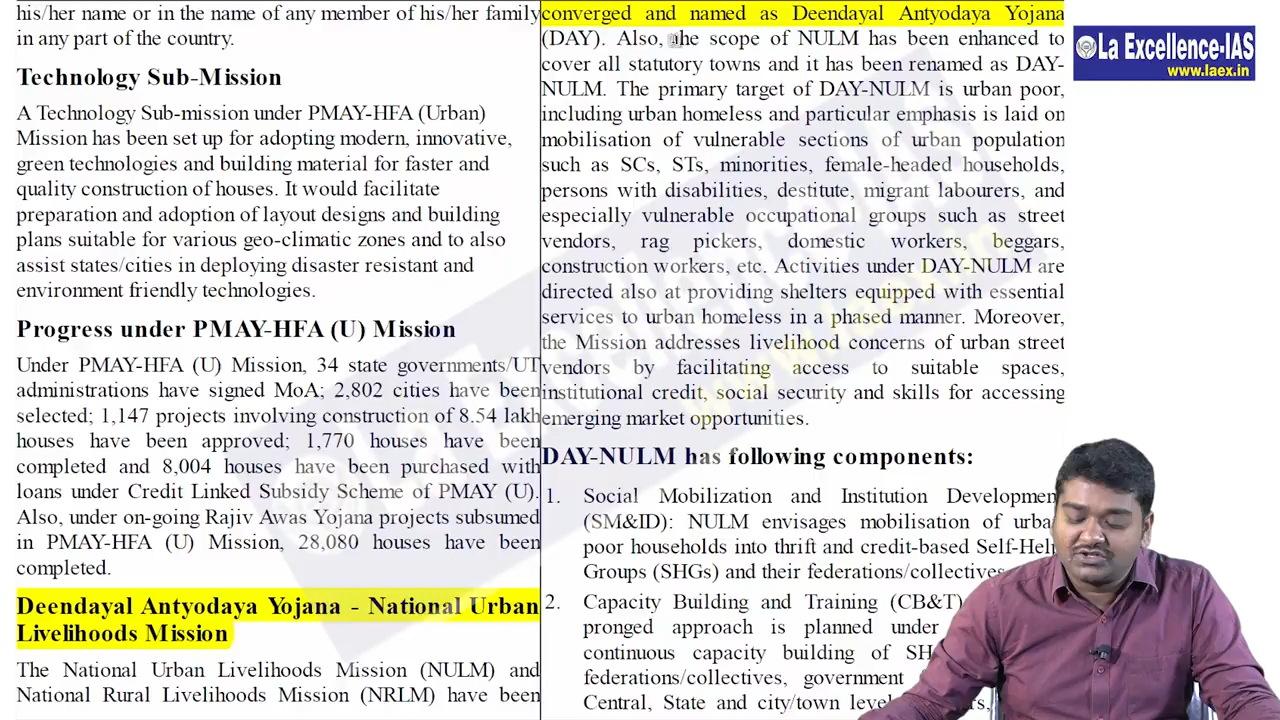 his/her name or in the name of any member of his/her family
in any part of the country.
Technology Sub-Mission
A Technology Sub-mission under PMAY-HFA (Urban)
Mission has been set up for adopting modern, innovative,
green technologies and building material for faster and
quality construction of houses. It would facilitate
preparation and adoption of layout designs and building
plans suitable for various geo-climatic zones and to also
assist states/cities in deploying disaster resistant and
environment friendly technologies.
Progress under PMAY-HFA (U) Mission
Under PMAY-HFA (U) Mission, 34 state governments/UT
administrations have signed MoA; 2,802 cities have been
selected; 1,147 projects involving construction of 8.54 lakh
houses have been approved; 1,770 houses have been
completed and 8,004 houses have been purchased with
loans under Credit Linked Subsidy Scheme of PMAY (U).
Also, under on-going Rajiv Awas Yojana projects subsumed
in PMAY-HFA (U) Mission, 28,080 houses have been
completed.
Deendayal Antyodaya Yojana - National Urban
Livelihoods Mission
The National Urban Livelihoods Mission (NULM) and
National Rural Livelihoods Mission (NRLM) have been
converged and named as Deendayal Antyodaya Yojana
(DAY). Also, the scope of NULM has been enhanced to
cover all statutory towns and it has been renamed as DAY-
NULM. The primary target of DAY-NULM is urban poor,
including urban homeless and particular emphasis is laid on
mobilisation of vulnerable sections of urban population
such as SCs, STs, minorities, female-headed households,
persons with disabilities, destitute, migrant labourers, and
especially vulnerable occupational groups such as street
vendors, rag pickers, domestic workers, beggars,
construction workers, etc. Activities under DAY-NULM are
directed also at providing shelters equipped with essential
services to urban homeless in a phased manner. Moreover,
the Mission addresses livelihood concerns of urban street
vendors by facilitating access to suitable spaces,
institutional credit, social security and skills for accessing
emerging market opportunities.
DAY-NULM has following components:
1. Social Mobilization and Institution Development
(SM&ID): NULM envisages mobilisation of urba
poor households into thrift and credit-based Self-Hel
Groups (SHGs) and their federations/collectives
2. Capacity Building and Training (CB&T)
pronged approach is planned under
continuous capacity building of SH
federations/collectives, government
Central, State and city/town level
La Excellence-IAS
www.laex.in